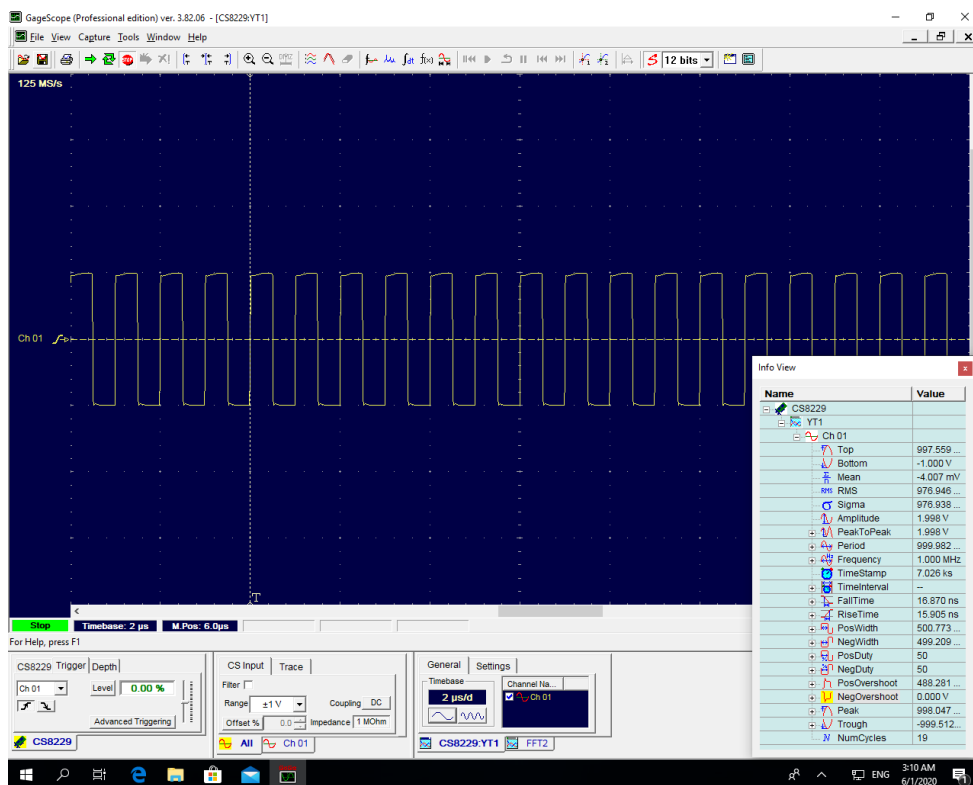 GageScope (Professional edition) ver. 3.82.06 - [CS8229:YT1]
File View Capture Tools Window Help
12 bits
125 MS/s
Ch 01
T
Stop Timebase: 2 µs M.Pos: 6.0µs
For Help, press F1
CS8229 Trigger Depth
Ch 01 Level 0.00 %
Advanced Triggering
CS8229
CS Input Trace
Filter
Range ±1 V Coupling DC
Offset % 0.0 Impedance 1 MOhm
All Ch 01
General Settings
Timebase Channel Na...
2 µs/d Ch 01
CS8229:YT1 FFT2
Info View
Name Value
CS8229
YT1
Ch 01
Top 997.559 ...
Bottom -1.000 V
Mean -4.007 mV
RMS RMS 976.946 ...
σ Sigma 976.938 ...
Amplitude 1.998 V
PeakToPeak 1.998 V
Period 999.982 ...
Frequency 1.000 MHz
TimeStamp 7.026 ks
TimeInterval --
FallTime 16.870 ns
RiseTime 15.905 ns
PosWidth 500.773 ...
NegWidth 499.209 ...
PosDuty 50
NegDuty 50
PosOvershoot 488.281 ...
NegOvershoot 0.000 V
Peak 998.047 ...
Trough -999.512...
N NumCycles 19
ENG
3:10 AM
6/1/2020